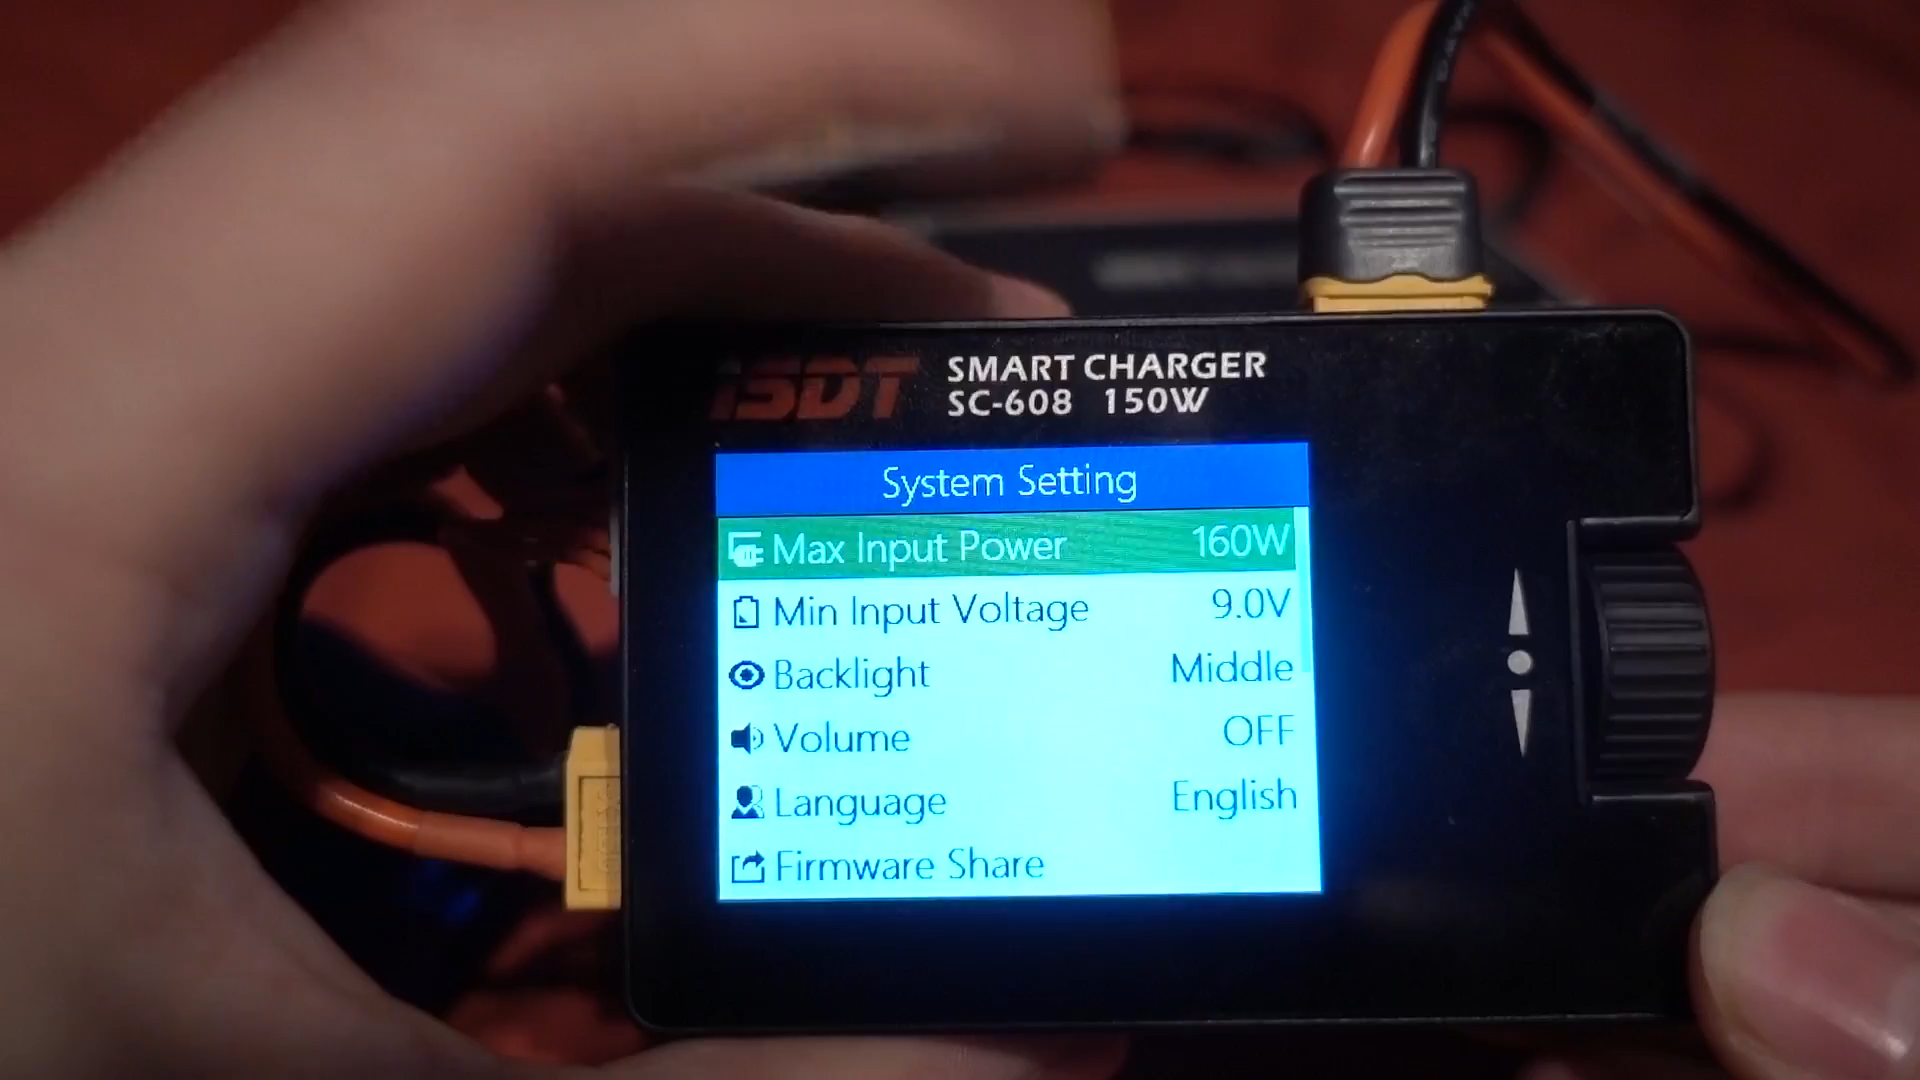 iSDT
SMART CHARGER
SC-608 150W
System Setting
Max Input Power 160W
Min Input Voltage 9.0V
Backlight Middle
Volume OFF
Language English
Firmware Share